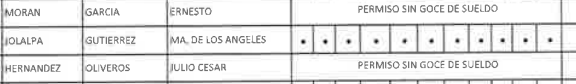 MORAN GARCIA ERNESTO PERMISO SIN GOCE DE SUELDO
JOLALPA GUTIERREZ MA. DE LOS ANGELES • • • • • • • • • • •
HERNANDEZ OLIVEROS JULIO CESAR PERMISO SIN GOCE DE SUELDO